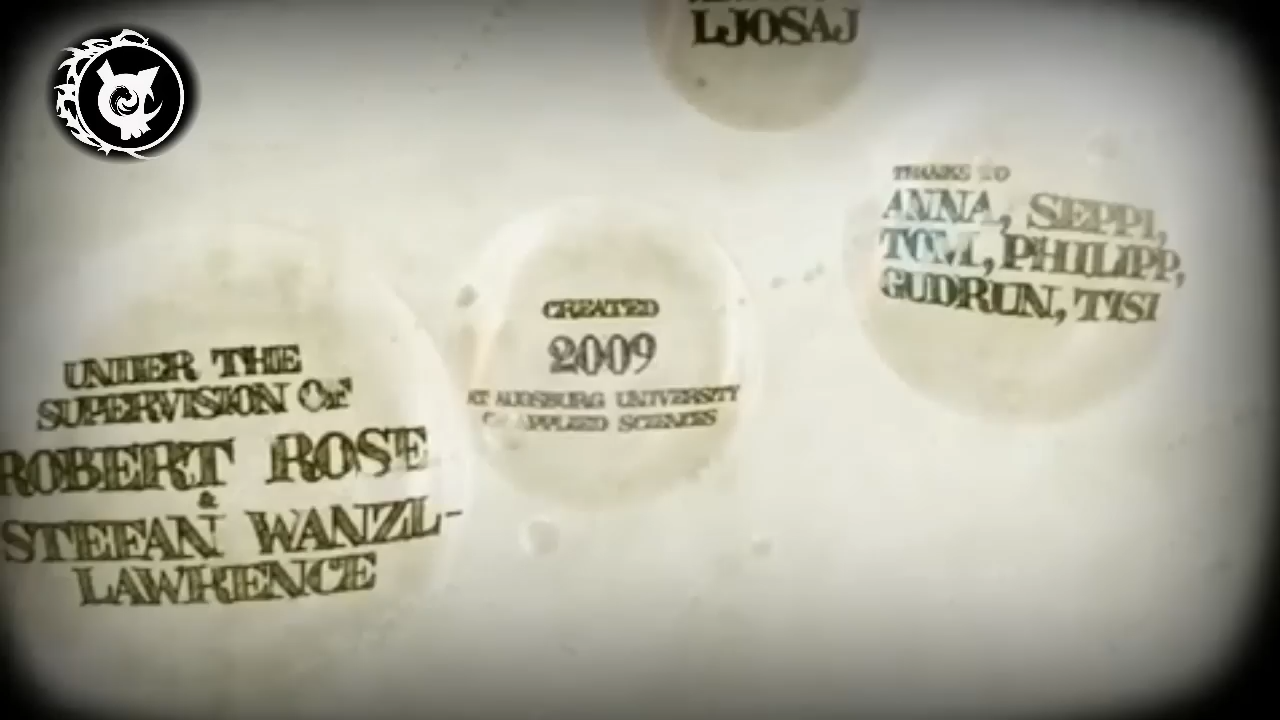 LJOSAJ
THANKS TO
ANNA, SEPPI,
TOM, PHILIPP,
GUDRUN, TISI
CREATED
2009
AT AUGSBURG UNIVERSITY
OF APPLIED SCIENCES
UNDER THE
SUPERVISION OF
ROBERT ROSE
&
STEFAN WANZL-
LAWRENCE